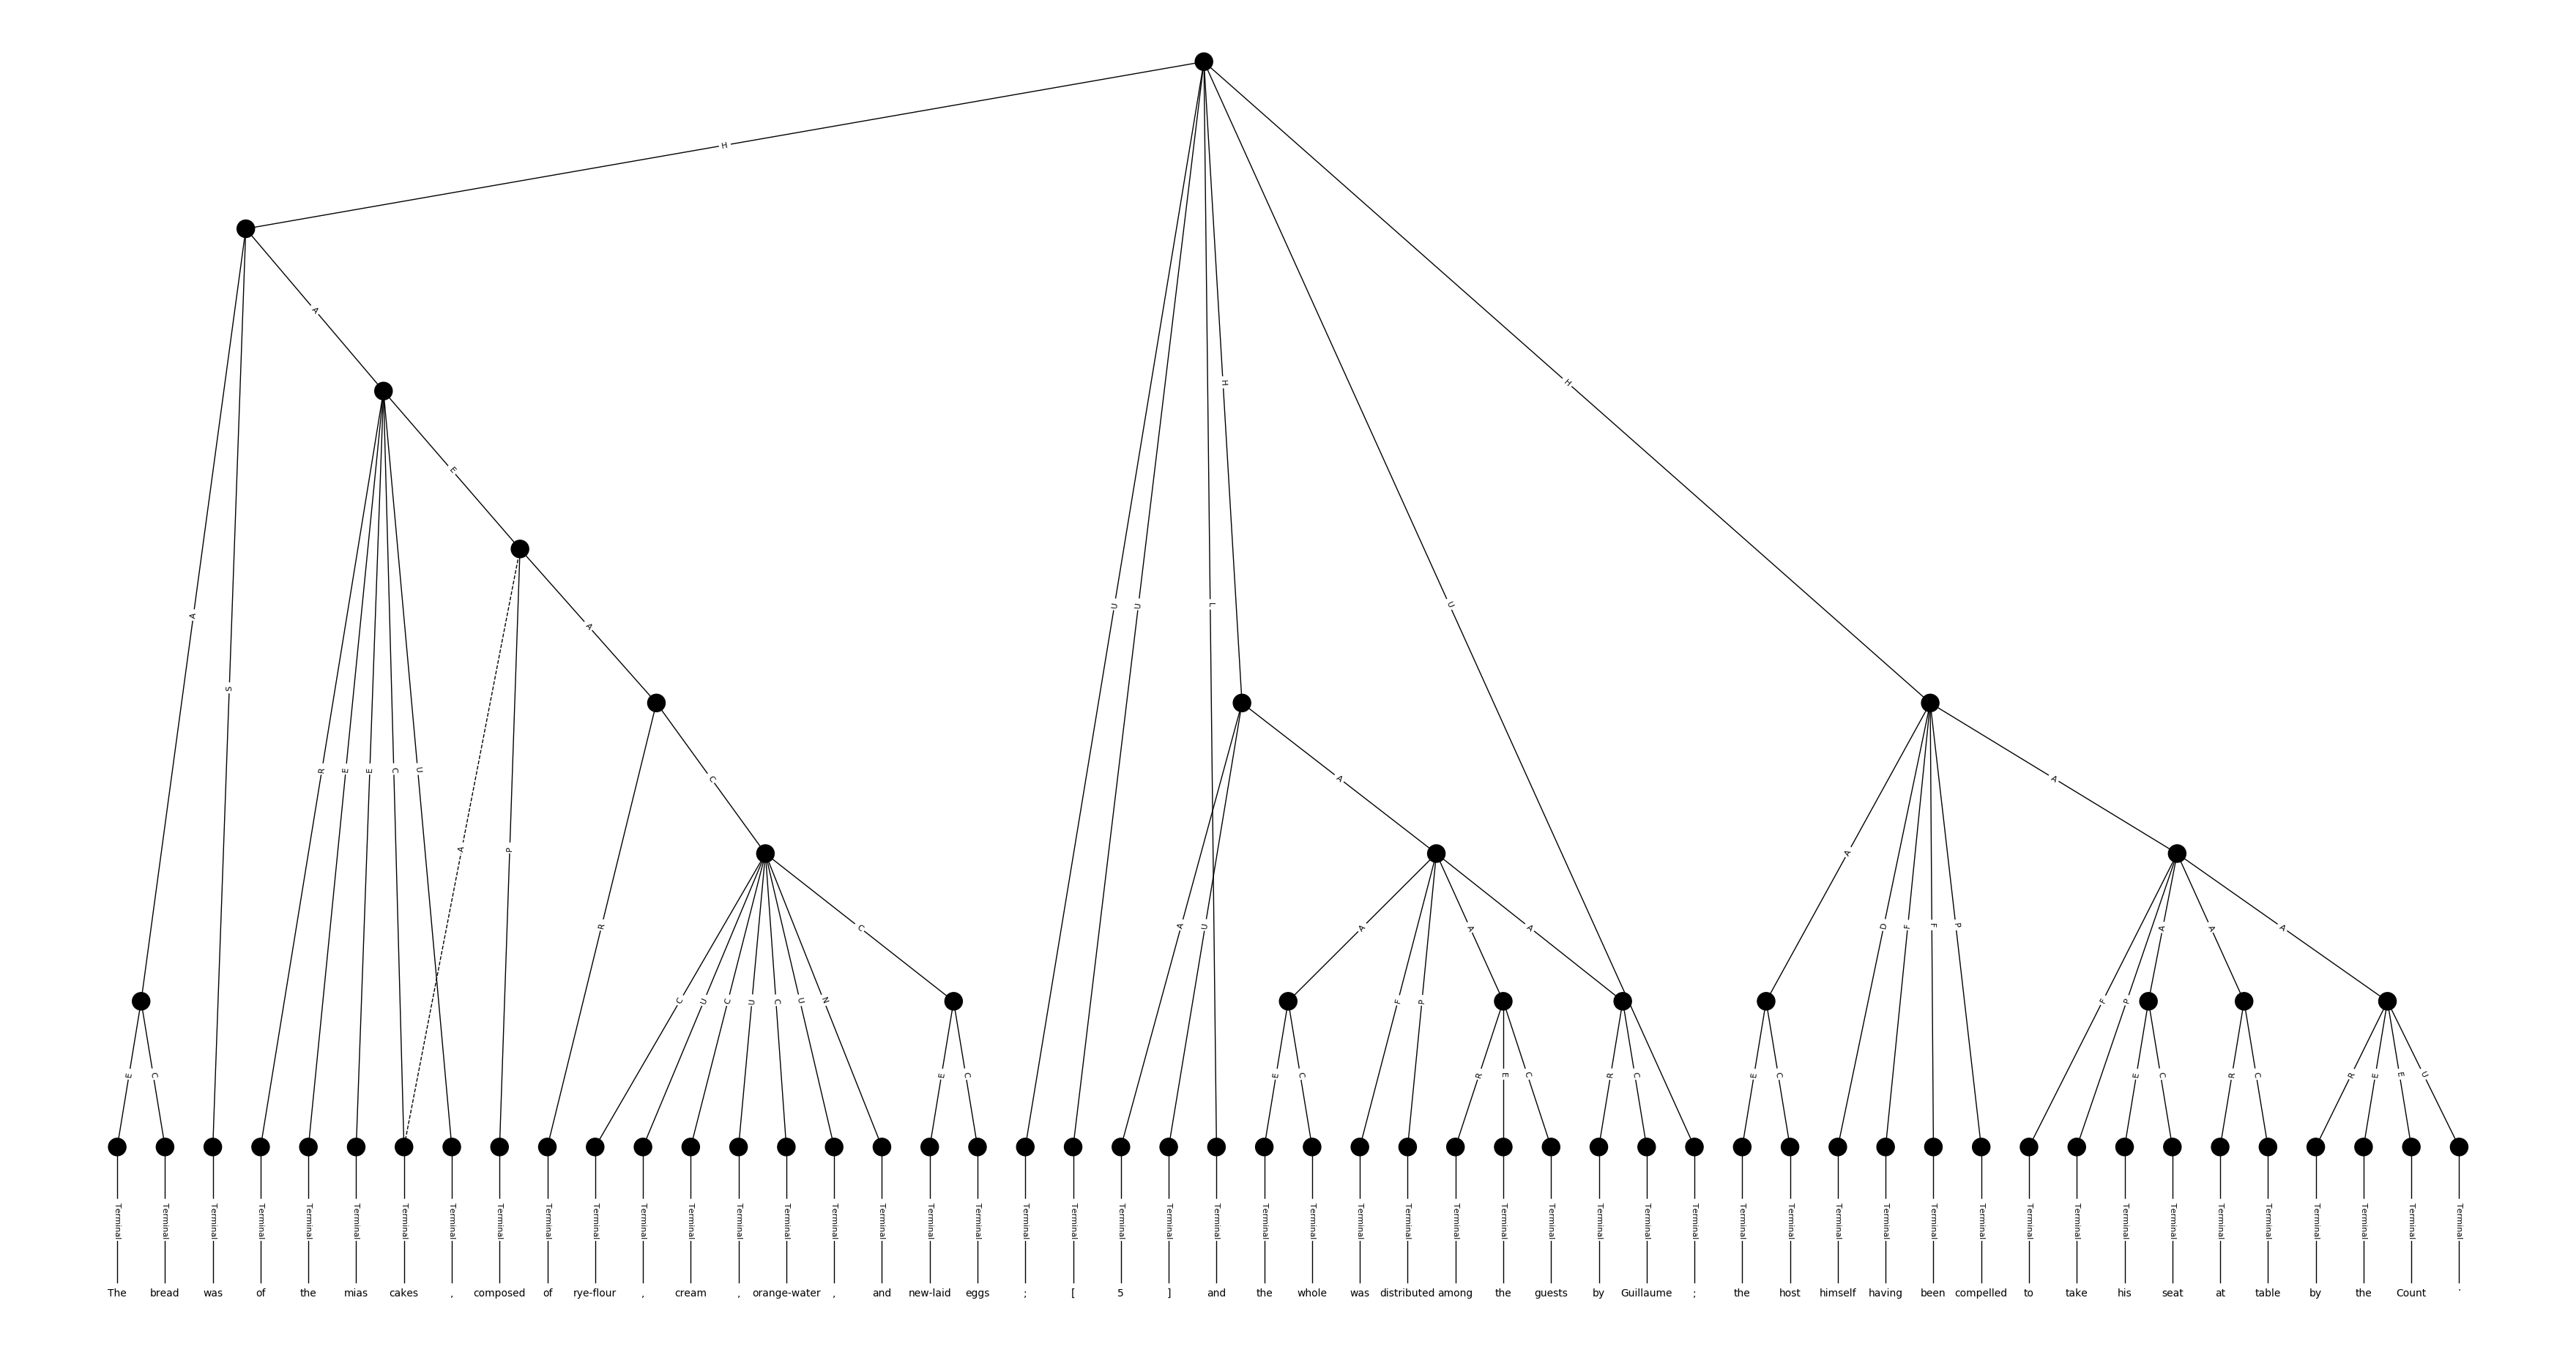 H
A
E
A
S
A
R
E
E
C
U
A
P
C
R
C
U
C
U
C
U
N
C
E
C
E
C
U
U
L
H
U
H
A
U
A
A
F
P
A
A
E
C
R
E
C
R
C
A
D
F
F
P
A
E
C
F
P
A
A
A
E
C
R
C
R
E
E
U
Terminal Terminal Terminal Terminal Terminal Terminal Terminal Terminal Terminal Terminal Terminal Terminal Terminal Terminal Terminal Terminal Terminal Terminal Terminal Terminal Terminal Terminal Terminal Terminal Terminal Terminal Terminal Terminal Terminal Terminal Terminal Terminal Terminal Terminal Terminal Terminal Terminal Terminal Terminal Terminal Terminal Terminal Terminal Terminal Terminal Terminal Terminal Terminal Terminal Terminal
The bread was of the mias cakes , composed of rye-flour , cream , orange-water , and new-laid eggs ; [ 5 ] and the whole was distributed among the guests by Guillaume ; the host himself having been compelled to take his seat at table by the Count .